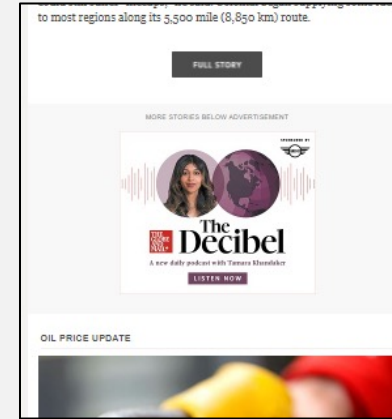 to most regions along its 5,500 mile (8,850 km) route.
FULL STORY
MORE STORIES BELOW ADVERTISEMENT
SPONSORED BY
MINI
THE GLOBE AND MAIL*
The Decibel
A new daily podcast with Tamara Khandaker
LISTEN NOW
OIL PRICE UPDATE